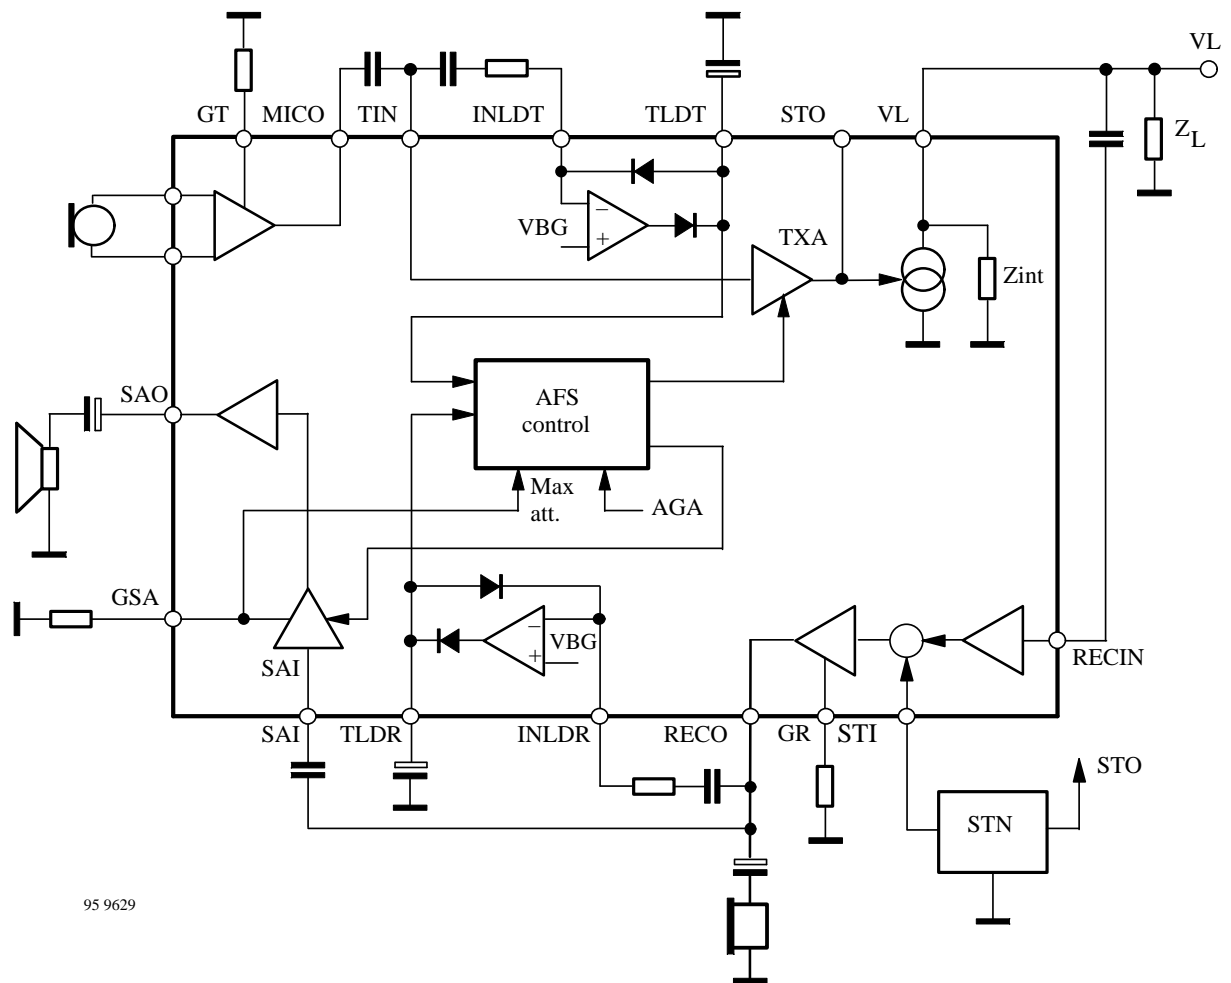 VL
GT
MICO
TIN
INLDT
TLDT
STO
VL
Z_L
VBG
−
+
TXA
Zint
SAO
AFS
control
Max
att.
AGA
GSA
SAI
−
VBG
+
RECIN
SAI
TLDR
INLDR
RECO
GR
STI
STO
STN
95 9629